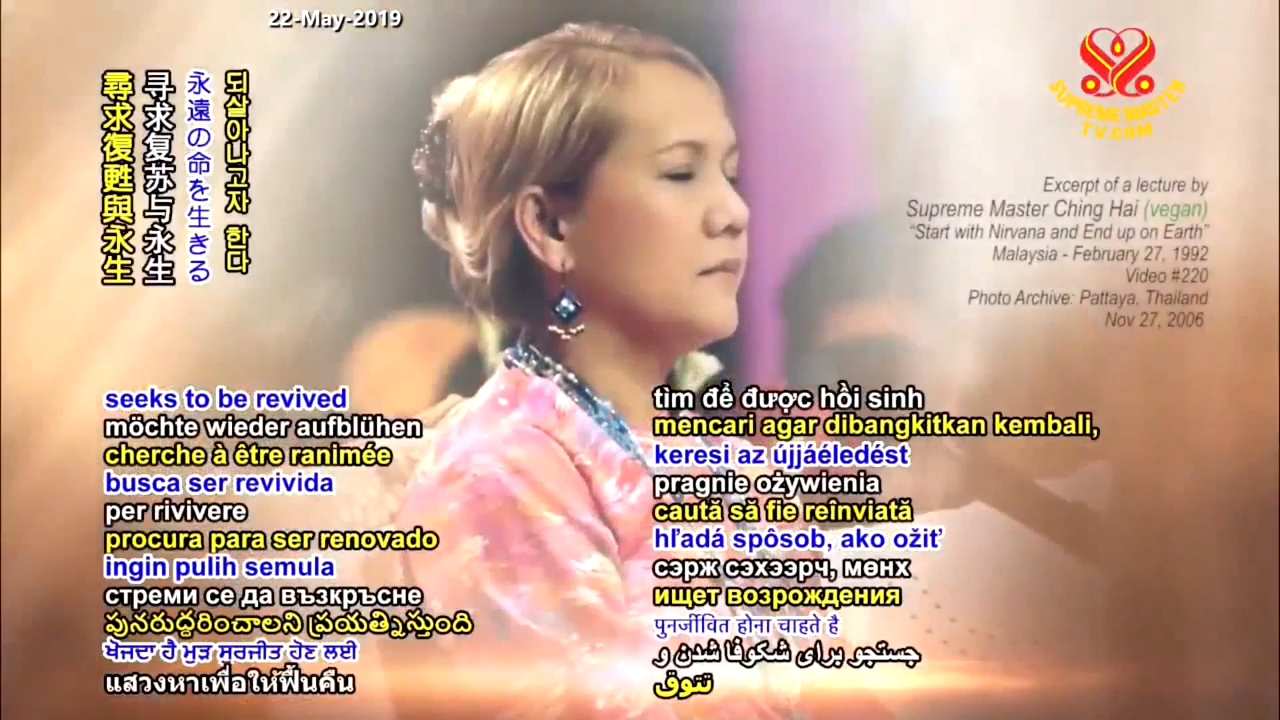 22-May-2019
SUPREME MASTER
TV.COM
되살아나고자 한다
永遠の命を生きる
寻求复苏与永生
尋求復甦與永生
Excerpt of a lecture by
Supreme Master Ching Hai (vegan)
“Start with Nirvana and End up on Earth”
Malaysia - February 27, 1992
Video #220
Photo Archive: Pattaya, Thailand
Nov 27, 2006
seeks to be revived
möchte wieder aufblühen
cherche à être ranimée
busca ser revivida
per rivivere
procura para ser renovado
ingin pulih semula
стреми се да възкръсне
పునరుద్ధరించాలని ప్రయత్నిస్తుంది
ਖੋਜਦਾ ਹੈ ਮੁੜ ਸੁਰਜੀਤ ਹੋਣ ਲਈ
แสวงหาเพื่อให้ฟื้นคืน
tìm để được hồi sinh
mencari agar dibangkitkan kembali,
keresi az újjáéledést
pragnie ożywienia
caută să fie reînviată
hľadá spôsob, ako ožiť
сэрж сэхээрч, мөнх
ищет возрождения
पुनर्जीवित होना चाहते है
جستجو برای شکوفا شدن و
تتوق